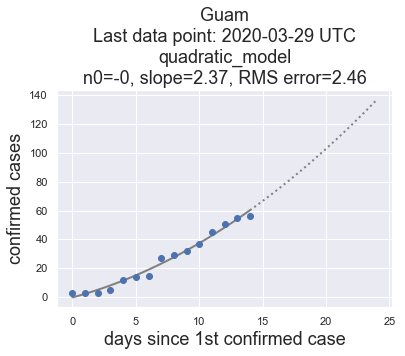 Guam
Last data point: 2020-03-29 UTC
quadratic_model
n0=-0, slope=2.37, RMS error=2.46
140
120
100
80
60
40
20
0
confirmed cases
0 5 10 15 20 25
days since 1st confirmed case